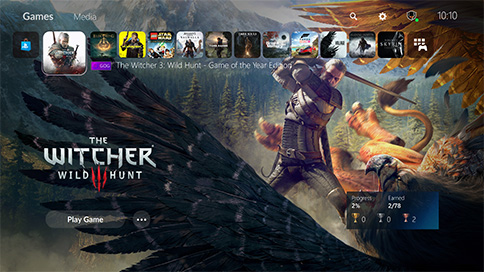 Games Media 10:10
GOG The Witcher 3: Wild Hunt - Game of the Year Edition
THE
WITCHER
WILD HUNT
Progress Earned
2% 2/78
0 0 2
Play Game
SKYRIM